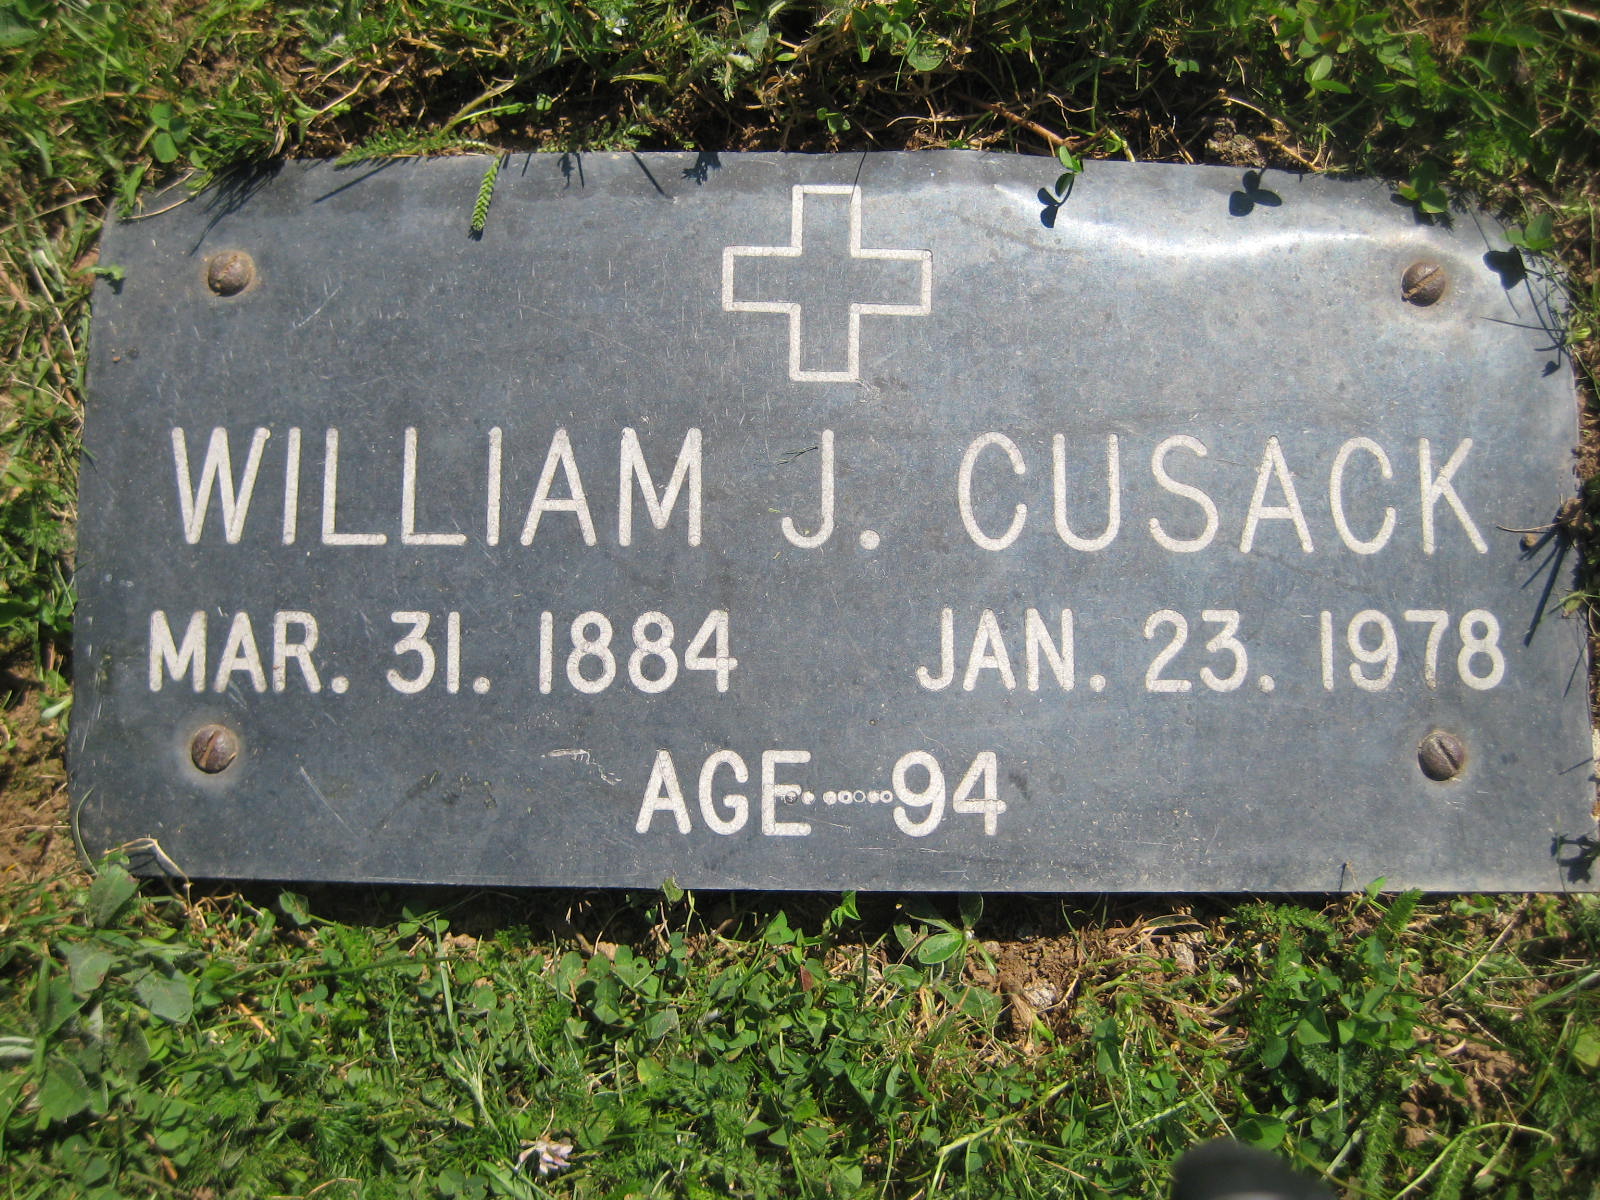 WILLIAM J. CUSACK
MAR. 31. 1884 JAN. 23. 1978
AGE 94